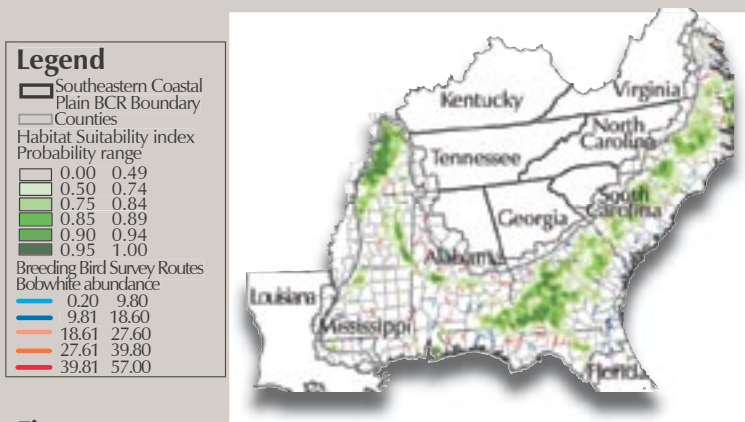 Legend
Southeastern Coastal
Plain BCR Boundary
Counties
Habitat Suitability index
Probability range
0.00 0.49
0.50 0.74
0.75 0.84
0.85 0.89
0.90 0.94
0.95 1.00
Breeding Bird Survey Routes
Bobwhite abundance
0.20 9.80
9.81 18.60
18.61 27.60
27.61 39.80
39.81 57.00
Kentucky
Virginia
North
Carolina
Tennessee
South
Carolina
Georgia
Alabama
Louisiana
Mississippi
Florida